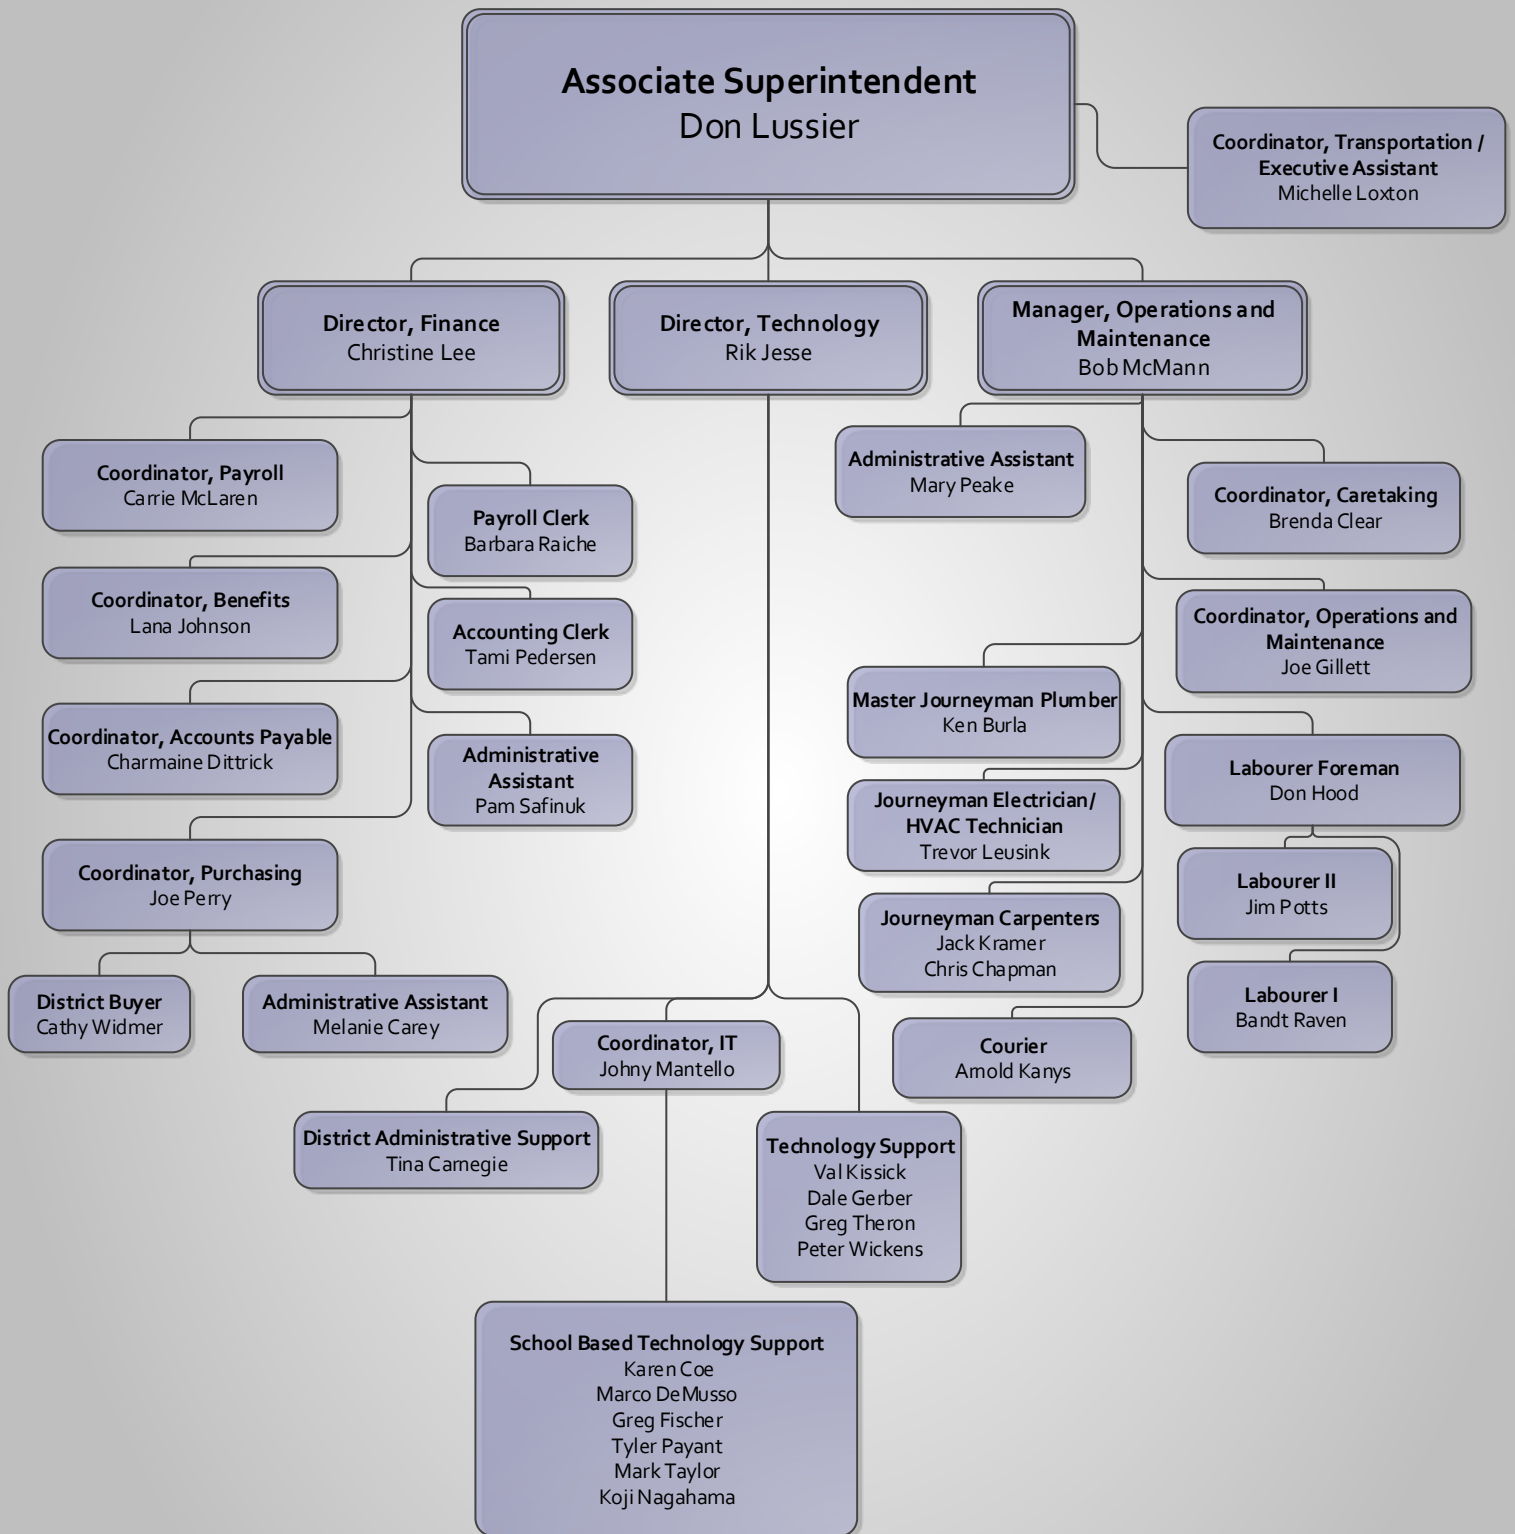 Associate Superintendent
Don Lussier
Coordinator, Transportation /
Executive Assistant
Michelle Loxton
Director, Finance
Christine Lee
Director, Technology
Rik Jesse
Manager, Operations and
Maintenance
Bob McMann
Coordinator, Payroll
Carrie McLaren
Payroll Clerk
Barbara Raiche
Coordinator, Benefits
Lana Johnson
Accounting Clerk
Tami Pedersen
Coordinator, Accounts Payable
Charmaine Dittrick
Administrative
Assistant
Pam Safinuk
Coordinator, Purchasing
Joe Perry
District Buyer
Cathy Widmer
Administrative Assistant
Melanie Carey
Coordinator, IT
Johny Mantello
District Administrative Support
Tina Carnegie
Technology Support
Val Kissick
Dale Gerber
Greg Theron
Peter Wickens
School Based Technology Support
Karen Coe
Marco DeMusso
Greg Fischer
Tyler Payant
Mark Taylor
Koji Nagahama
Administrative Assistant
Mary Peake
Coordinator, Caretaking
Brenda Clear
Coordinator, Operations and
Maintenance
Joe Gillett
Master Journeyman Plumber
Ken Burla
Labourer Foreman
Don Hood
Journeyman Electrician/
HVAC Technician
Trevor Leusink
Labourer II
Jim Potts
Journeyman Carpenters
Jack Kramer
Chris Chapman
Labourer I
Bandt Raven
Courier
Arnold Kanys